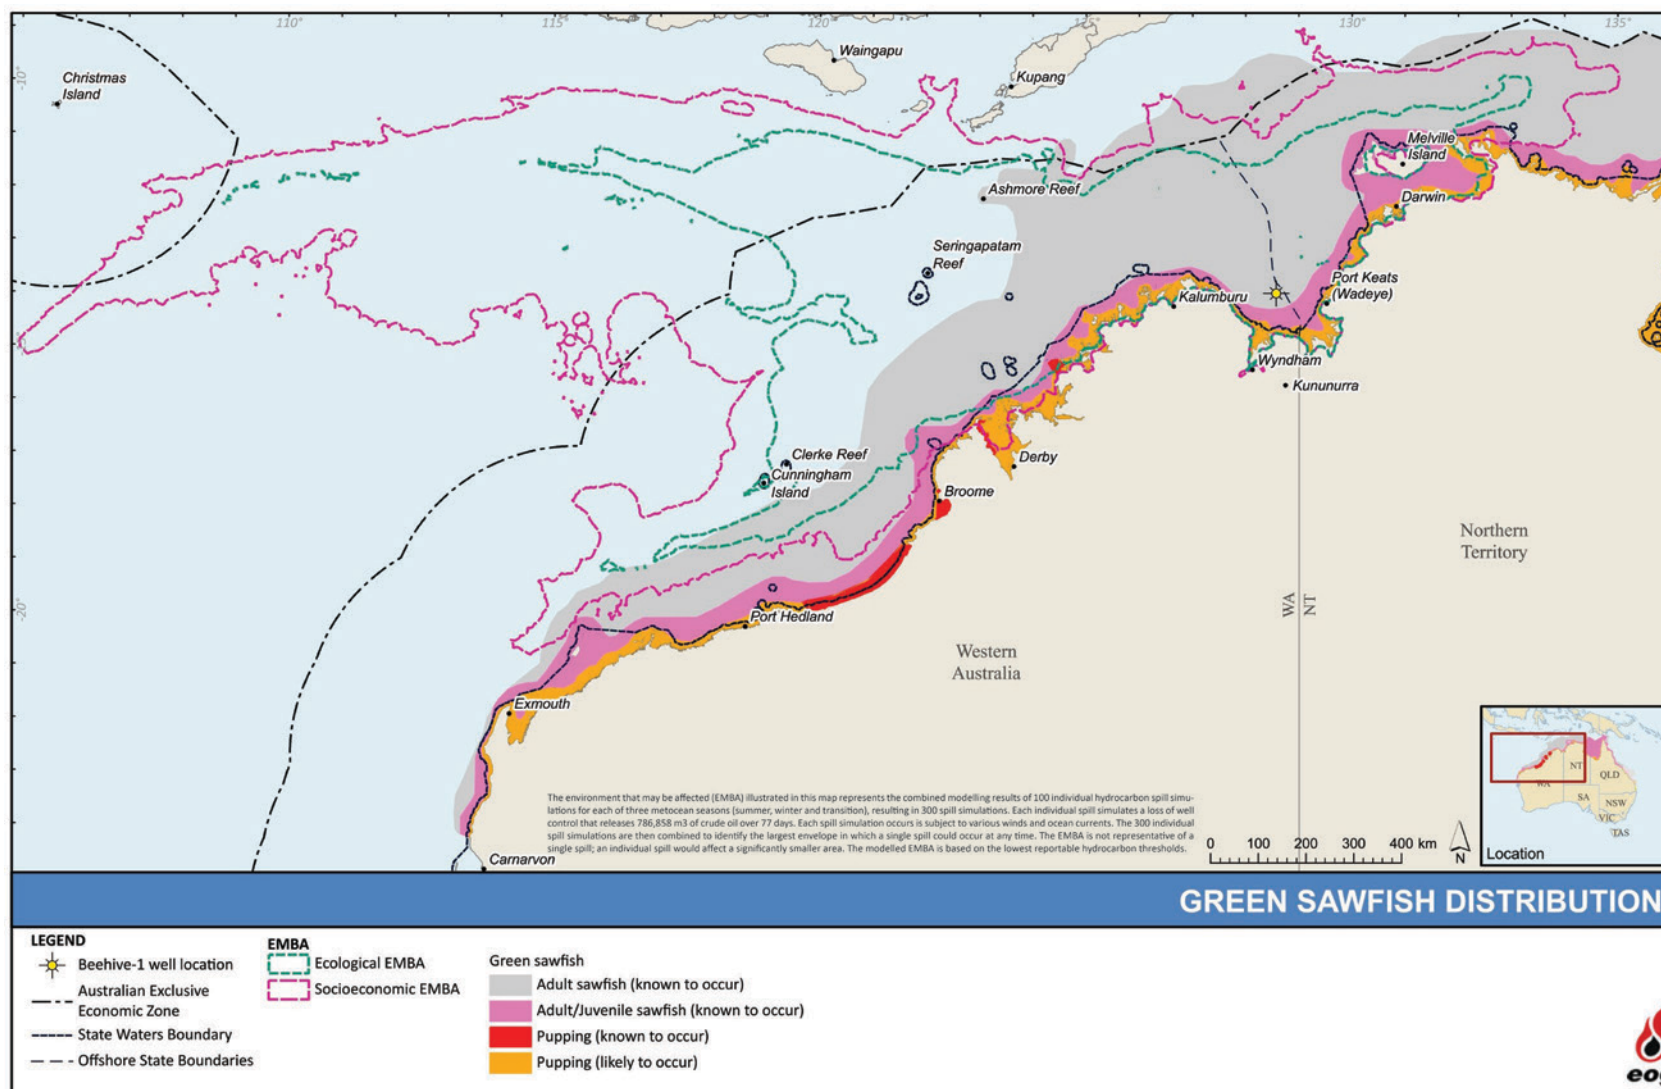 110°
115°
120°
125°
130°
135°
-10°
-20°
Christmas
Island
Waingapu
Kupang
Ashmore Reef
Seringapatam
Reef
Melville
Island
Darwin
Port Keats
(Wadeye)
Kalumburu
Wyndham
Kununurra
Clerke Reef
Cunningham
Island
Derby
Broome
Northern
Territory
WA
NT
Port Hedland
Western
Australia
Exmouth
Carnarvon
The environment that may be affected (EMBA) illustrated in this map represents the combined modelling results of 100 individual hydrocarbon spill simu-
lations for each of three metocean seasons (summer, winter and transition), resulting in 300 spill simulations. Each individual spill simulates a loss of well
control that releases 786,858 m3 of crude oil over 77 days. Each spill simulation occurs is subject to various winds and ocean currents. The 300 individual
spill simulations are then combined to identify the largest envelope in which a single spill could occur at any time. The EMBA is not representative of a
single spill; an individual spill would affect a significantly smaller area. The modelled EMBA is based on the lowest reportable hydrocarbon thresholds.
0 100 200 300 400 km
N
WA
NT
QLD
SA
NSW
VIC
TAS
Location
GREEN SAWFISH DISTRIBUTION
LEGEND
Beehive-1 well location
Australian Exclusive
Economic Zone
State Waters Boundary
Offshore State Boundaries
EMBA
Ecological EMBA
Socioeconomic EMBA
Green sawfish
Adult sawfish (known to occur)
Adult/Juvenile sawfish (known to occur)
Pupping (known to occur)
Pupping (likely to occur)